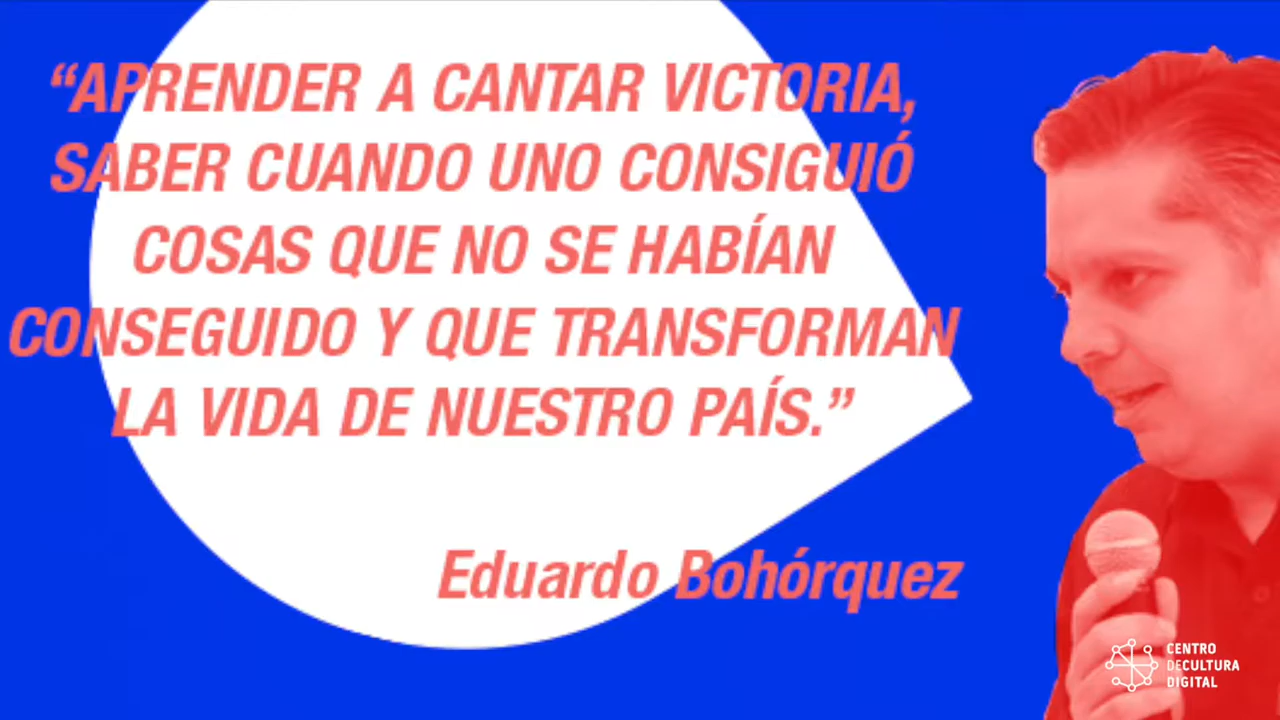 “APRENDER A CANTAR VICTORIA,
SABER CUANDO UNO CONSIGUIÓ
COSAS QUE NO SE HABÍAN
CONSEGUIDO Y QUE TRANSFORMAN
LA VIDA DE NUESTRO PAÍS.”
Eduardo Bohórquez
CENTRO
DECULTURA
DIGITAL